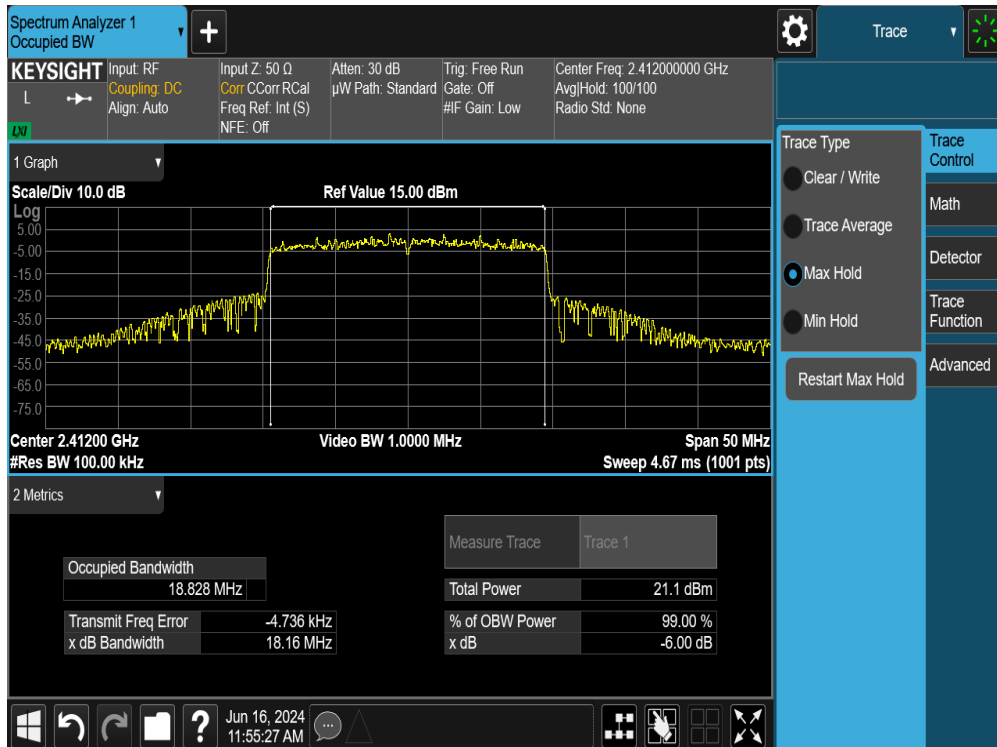 Spectrum Analyzer 1
Occupied BW
+
Trace
KEYSIGHT
L
LXI
Input: RF
Coupling: DC
Align: Auto
Input Z: 50 Ω
Corr CCorr RCal
Freq Ref: Int (S)
NFE: Off
Atten: 30 dB
µW Path: Standard
Trig: Free Run
Gate: Off
#IF Gain: Low
Center Freq: 2.412000000 GHz
Avg|Hold: 100/100
Radio Std: None
1 Graph
Scale/Div 10.0 dB
Ref Value 15.00 dBm
Log
5.00
-5.00
-15.0
-25.0
-35.0
-45.0
-55.0
-65.0
-75.0
Center 2.41200 GHz
Video BW 1.0000 MHz
Span 50 MHz
#Res BW 100.00 kHz
Sweep 4.67 ms (1001 pts)
2 Metrics
Measure Trace
Trace 1
Occupied Bandwidth
18.828 MHz
Total Power
21.1 dBm
Transmit Freq Error
-4.736 kHz
% of OBW Power
99.00 %
x dB Bandwidth
18.16 MHz
x dB
-6.00 dB
Trace Type
Clear / Write
Trace Average
Max Hold
Min Hold
Restart Max Hold
Trace
Control
Math
Detector
Trace
Function
Advanced
?
Jun 16, 2024
11:55:27 AM